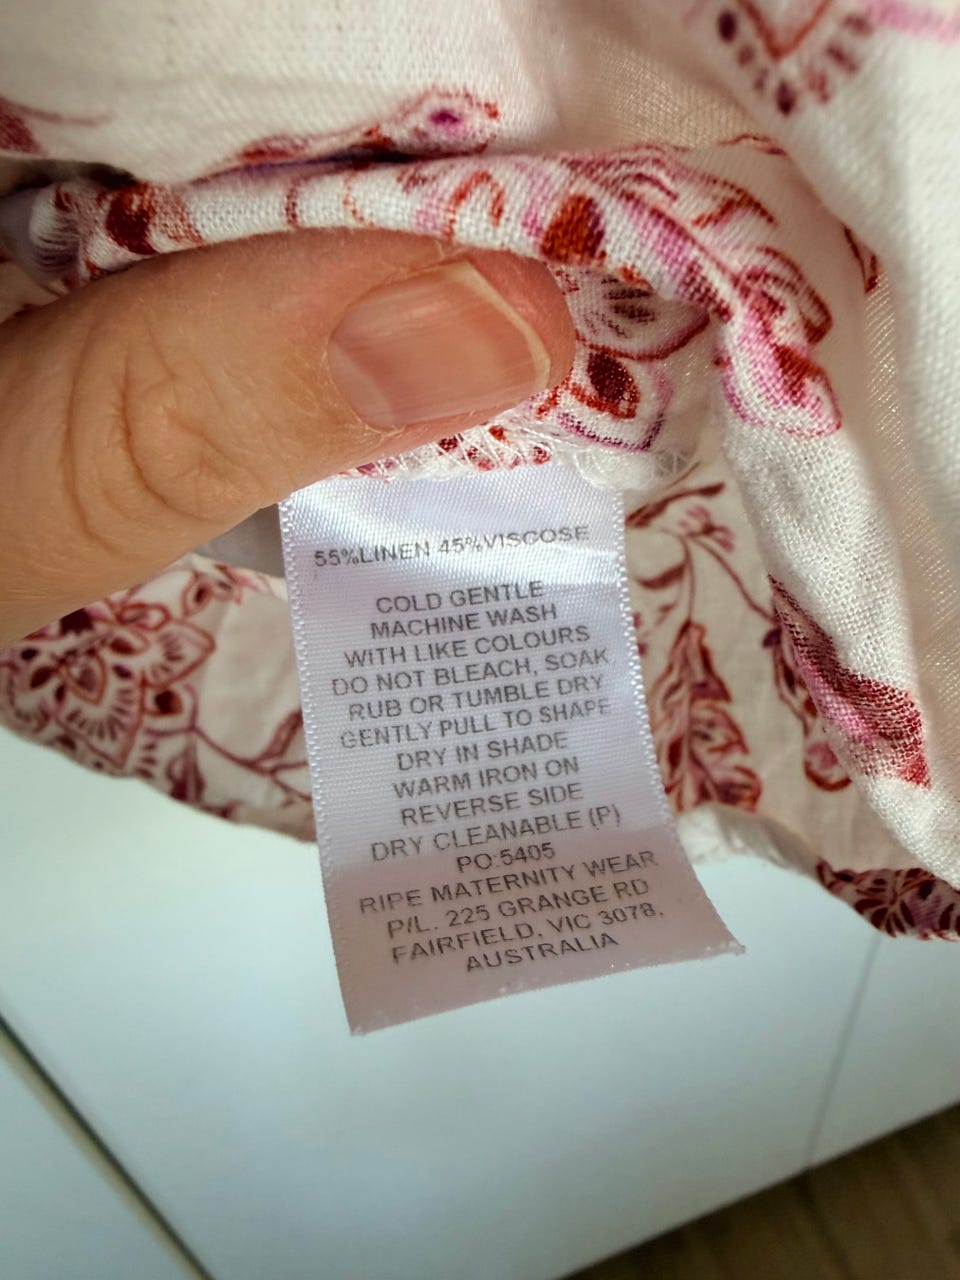 55%LINEN 45%VISCOSE
COLD GENTLE
MACHINE WASH
WITH LIKE COLOURS
DO NOT BLEACH, SOAK
RUB OR TUMBLE DRY
GENTLY PULL TO SHAPE
DRY IN SHADE
WARM IRON ON
REVERSE SIDE
DRY CLEANABLE (P)
PO:5405
RIPE MATERNITY WEAR
P/L. 225 GRANGE RD
FAIRFIELD, VIC 3078,
AUSTRALIA